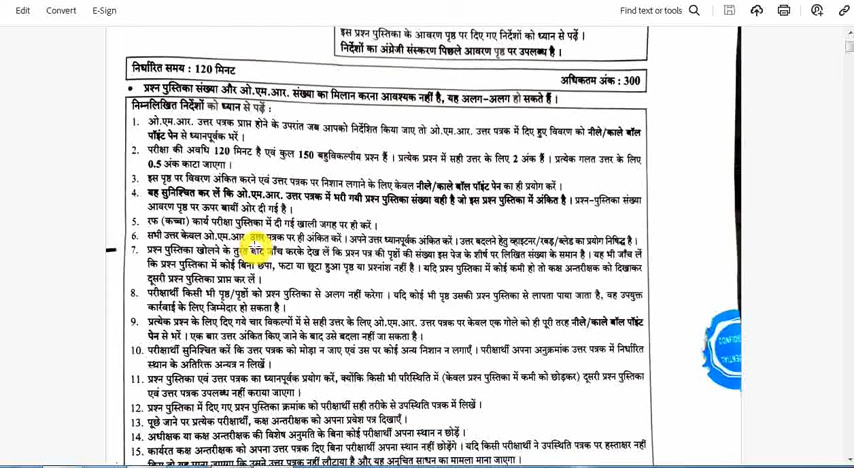 Edit Convert E-Sign Find text or tools
इस प्रश्न पुस्तिका के आवरण पृष्ठ पर दिए गए निर्देशों को ध्यान से पढ़ें।
निर्देशों का अंग्रेजी संस्करण पिछले आवरण पृष्ठ पर उपलब्ध है।
निर्धारित समय : 120 मिनट
अधिकतम अंक : 300
• प्रश्न पुस्तिका संख्या और ओ.एम.आर. संख्या का मिलान करना आवश्यक नहीं है, यह अलग-अलग हो सकते हैं।
निम्नलिखित निर्देशों को ध्यान से पढ़ें :
1. ओ.एम.आर. उत्तर पत्रक प्राप्त होने के उपरांत जब आपको निर्देशित किया जाए तो ओ.एम.आर. उत्तर पत्रक में दिए हुए विवरण को नीले/काले बॉल
पॉइंट पेन से ध्यानपूर्वक भरें।
2. परीक्षा की अवधि 120 मिनट है एवं कुल 150 बहुविकल्पीय प्रश्न हैं। प्रत्येक प्रश्न में सही उत्तर के लिए 2 अंक हैं। प्रत्येक गलत उत्तर के लिए
0.5 अंक काटा जाएगा।
3. इस पृष्ठ पर विवरण अंकित करने एवं उत्तर पत्रक पर निशान लगाने के लिए केवल नीले/काले बॉल पॉइंट पेन का ही प्रयोग करें।
4. यह सुनिश्चित कर लें कि ओ.एम.आर. उत्तर पत्रक में भरी गयी प्रश्न पुस्तिका संख्या वही है जो इस प्रश्न पुस्तिका में अंकित है। प्रश्न-पुस्तिका संख्या
आवरण पृष्ठ पर ऊपर बायीं ओर दी गई है।
5. रफ (कच्चा) कार्य परीक्षा पुस्तिका में दी गई खाली जगह पर ही करें।
6. सभी उत्तर केवल ओ.एम.आर. उत्तर पत्रक पर ही अंकित करें। अपने उत्तर ध्यानपूर्वक अंकित करें। उत्तर बदलने हेतु व्हाइटनर/रबड़/ब्लेड का प्रयोग निषिद्ध है।
7. प्रश्न पुस्तिका खोलने के तुरंत बाद जाँच करके देख लें कि प्रश्न पत्र की पृष्ठों की संख्या इस पेज के शीर्ष पर लिखित संख्या के समान है। यह भी जाँच लें
कि प्रश्न पुस्तिका में कोई बिना छपा, फटा या छूटा हुआ पृष्ठ या प्रश्नांश नहीं है। यदि प्रश्न पुस्तिका में कोई कमी हो तो कक्ष अन्तरीक्षक को दिखाकर
दूसरी प्रश्न पुस्तिका प्राप्त कर लें।
8. परीक्षार्थी किसी भी पृष्ठ/पृष्ठों को प्रश्न पुस्तिका से अलग नहीं करेगा। यदि कोई भी पृष्ठ उसकी प्रश्न पुस्तिका से लापता पाया जाता है, वह उपयुक्त
कार्रवाई के लिए जिम्मेदार हो सकता है।
9. प्रत्येक प्रश्न के लिए दिए गये चार विकल्पों में से सही उत्तर के लिए ओ.एम.आर. उत्तर पत्रक पर केवल एक गोले को ही पूरी तरह नीले/काले बॉल पॉइंट
पेन से भरें। एक बार उत्तर अंकित किए जाने के बाद उसे बदला नहीं जा सकता है।
10. परीक्षार्थी सुनिश्चित करें कि उत्तर पत्रक को मोड़ा न जाए एवं उस पर कोई अन्य निशान न लगाएँ। परीक्षार्थी अपना अनुक्रमांक उत्तर पत्रक में निर्धारित
स्थान के अतिरिक्त अन्यत्र न लिखें।
11. प्रश्न पुस्तिका एवं उत्तर पत्रक का ध्यानपूर्वक प्रयोग करें, क्योंकि किसी भी परिस्थिति में (केवल प्रश्न पुस्तिका में कमी को छोड़कर) दूसरी प्रश्न पुस्तिका
एवं उत्तर पत्रक उपलब्ध नहीं कराया जाएगा।
12. प्रश्न पुस्तिका में दिए गए प्रश्न पुस्तिका क्रमांक को परीक्षार्थी सही तरीके से उपस्थिति पत्रक में लिखें।
13. पूछे जाने पर प्रत्येक परीक्षार्थी, कक्ष अन्तरीक्षक को अपना प्रवेश पत्र दिखाएँ।
14. अधीक्षक या कक्ष अन्तरीक्षक की विशेष अनुमति के बिना कोई परीक्षार्थी अपना स्थान न छोड़ें।
15. कार्यरत कक्ष अन्तरीक्षक को अपना उत्तर पत्रक दिए बिना परीक्षार्थी अपना स्थान नहीं छोड़ेंगे। यदि किसी परीक्षार्थी ने उपस्थिति पत्रक पर हस्ताक्षर नहीं
किया तो यह माना जाएगा कि उसने उत्तर पत्रक नहीं लौटाया है और यह अनुचित साधन का मामला माना जाएगा।